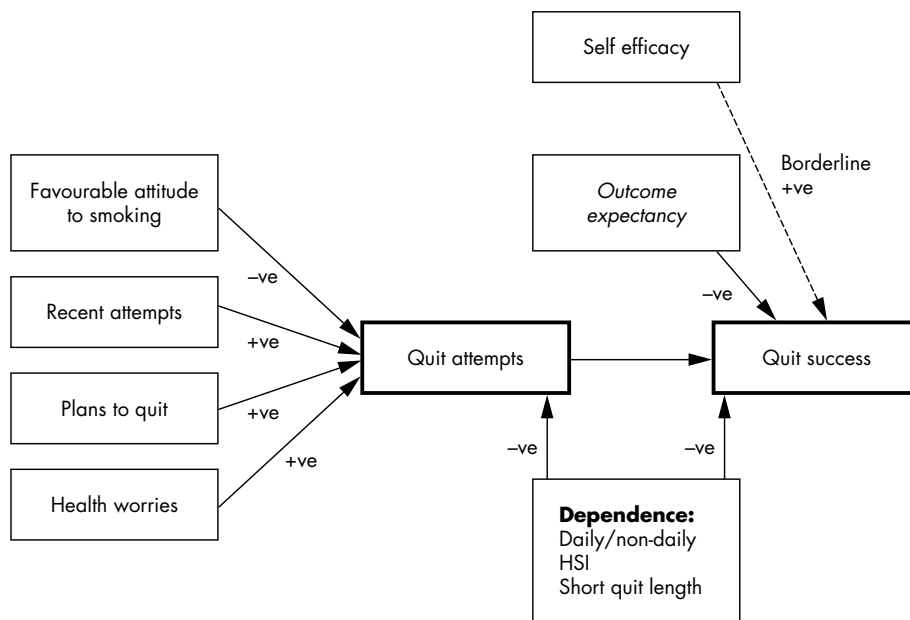 Self efficacy
Borderline
+ve
Favourable attitude
to smoking
Outcome
expectancy
–ve
–ve
Recent attempts
+ve
Quit attempts
Quit success
Plans to quit
+ve
+ve
–ve
–ve
Health worries
Dependence:
Daily/non-daily
HSI
Short quit length